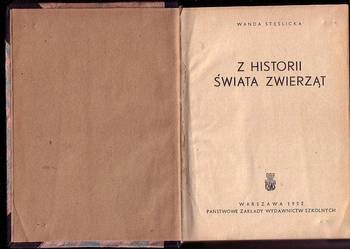 WANDA STĘŚLICKA
Z HISTORII
ŚWIATA ZWIERZĄT
WARSZAWA 1952
PAŃSTWOWE ZAKŁADY WYDAWNICTW SZKOLNYCH